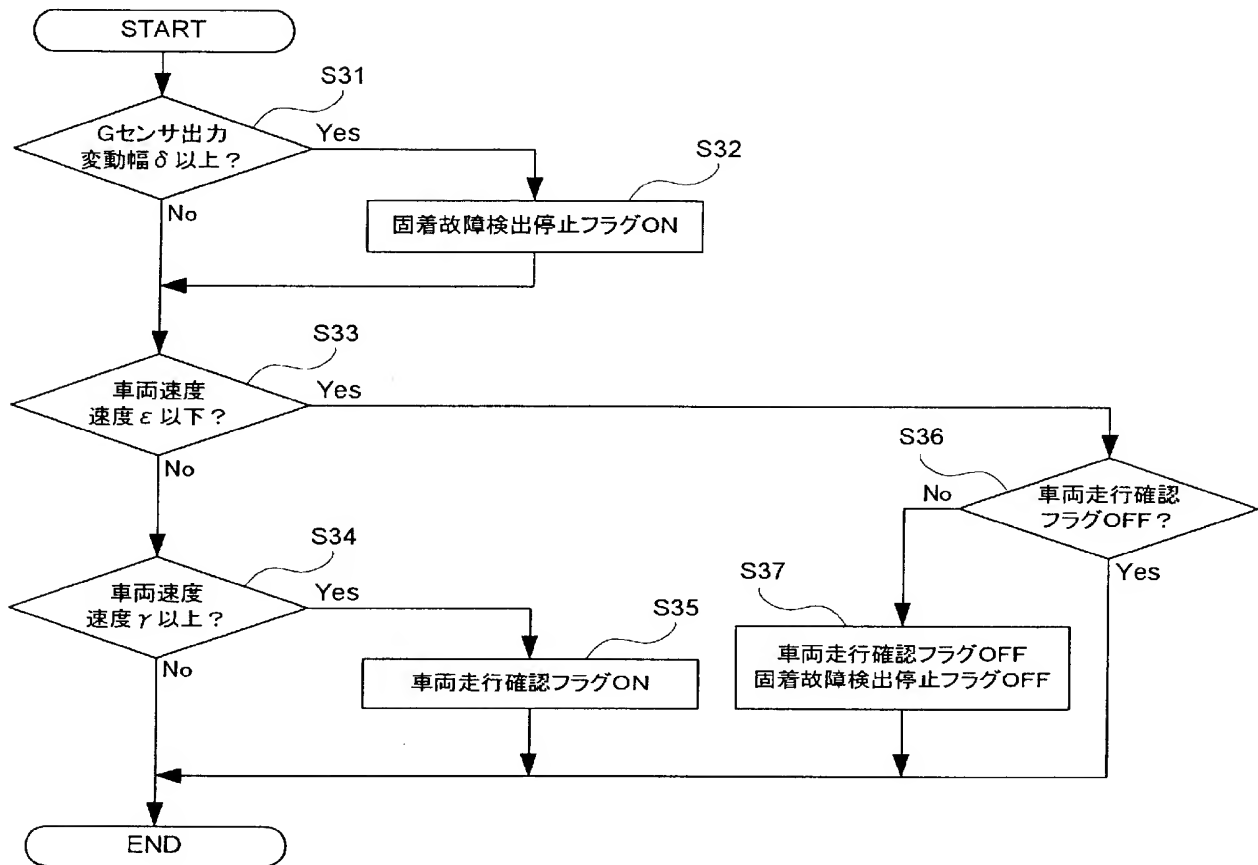 START
S31
Gセンサ出力
変動幅δ以上？
Yes
No
S32
固着故障検出停止フラグON
S33
車両速度
速度ε以下？
Yes
No
S36
車両走行確認
フラグOFF？
No
Yes
S34
車両速度
速度γ以上？
Yes
No
S35
車両走行確認フラグON
S37
車両走行確認フラグOFF
固着故障検出停止フラグOFF
END